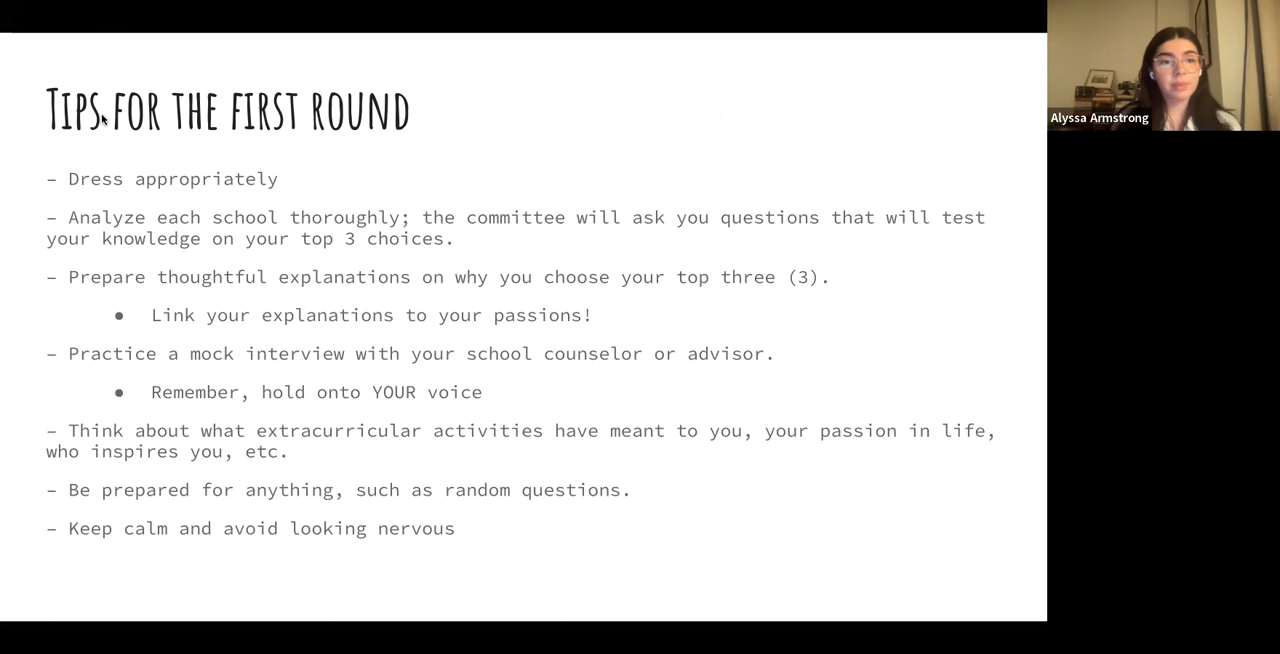 Tips for the first round
– Dress appropriately
– Analyze each school thoroughly; the committee will ask you questions that will test
your knowledge on your top 3 choices.
– Prepare thoughtful explanations on why you choose your top three (3).
● Link your explanations to your passions!
– Practice a mock interview with your school counselor or advisor.
● Remember, hold onto YOUR voice
– Think about what extracurricular activities have meant to you, your passion in life,
who inspires you, etc.
– Be prepared for anything, such as random questions.
– Keep calm and avoid looking nervous
Alyssa Armstrong